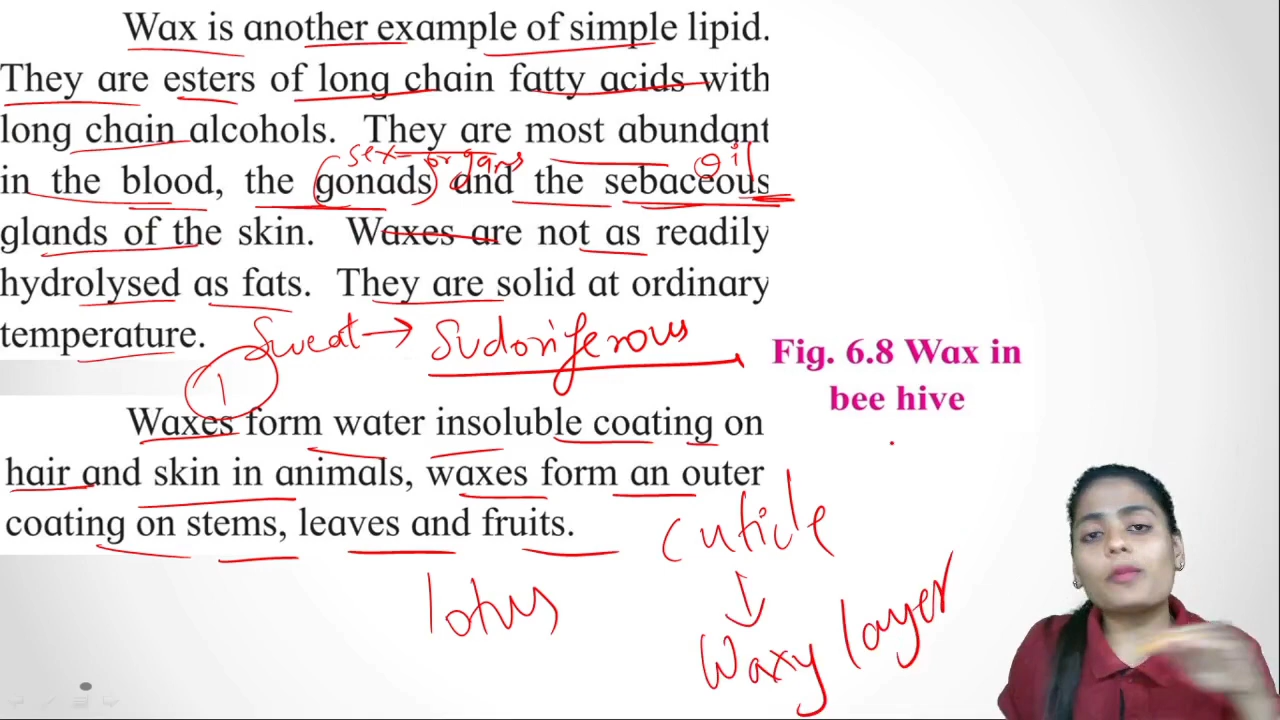 Wax is another example of simple lipid.
They are esters of long chain fatty acids with
long chain alcohols. They are most abundant
sex-organs
oil
in the blood, the (gonads) and the sebaceous
glands of the skin. Waxes are not as readily
hydrolysed as fats. They are solid at ordinary
temperature.
Sweat → Sudoriferous
1
Fig. 6.8 Wax in
bee hive
Waxes form water insoluble coating on
hair and skin in animals, waxes form an outer
coating on stems, leaves and fruits.
Cuticle
↓
Waxy layer
lotus